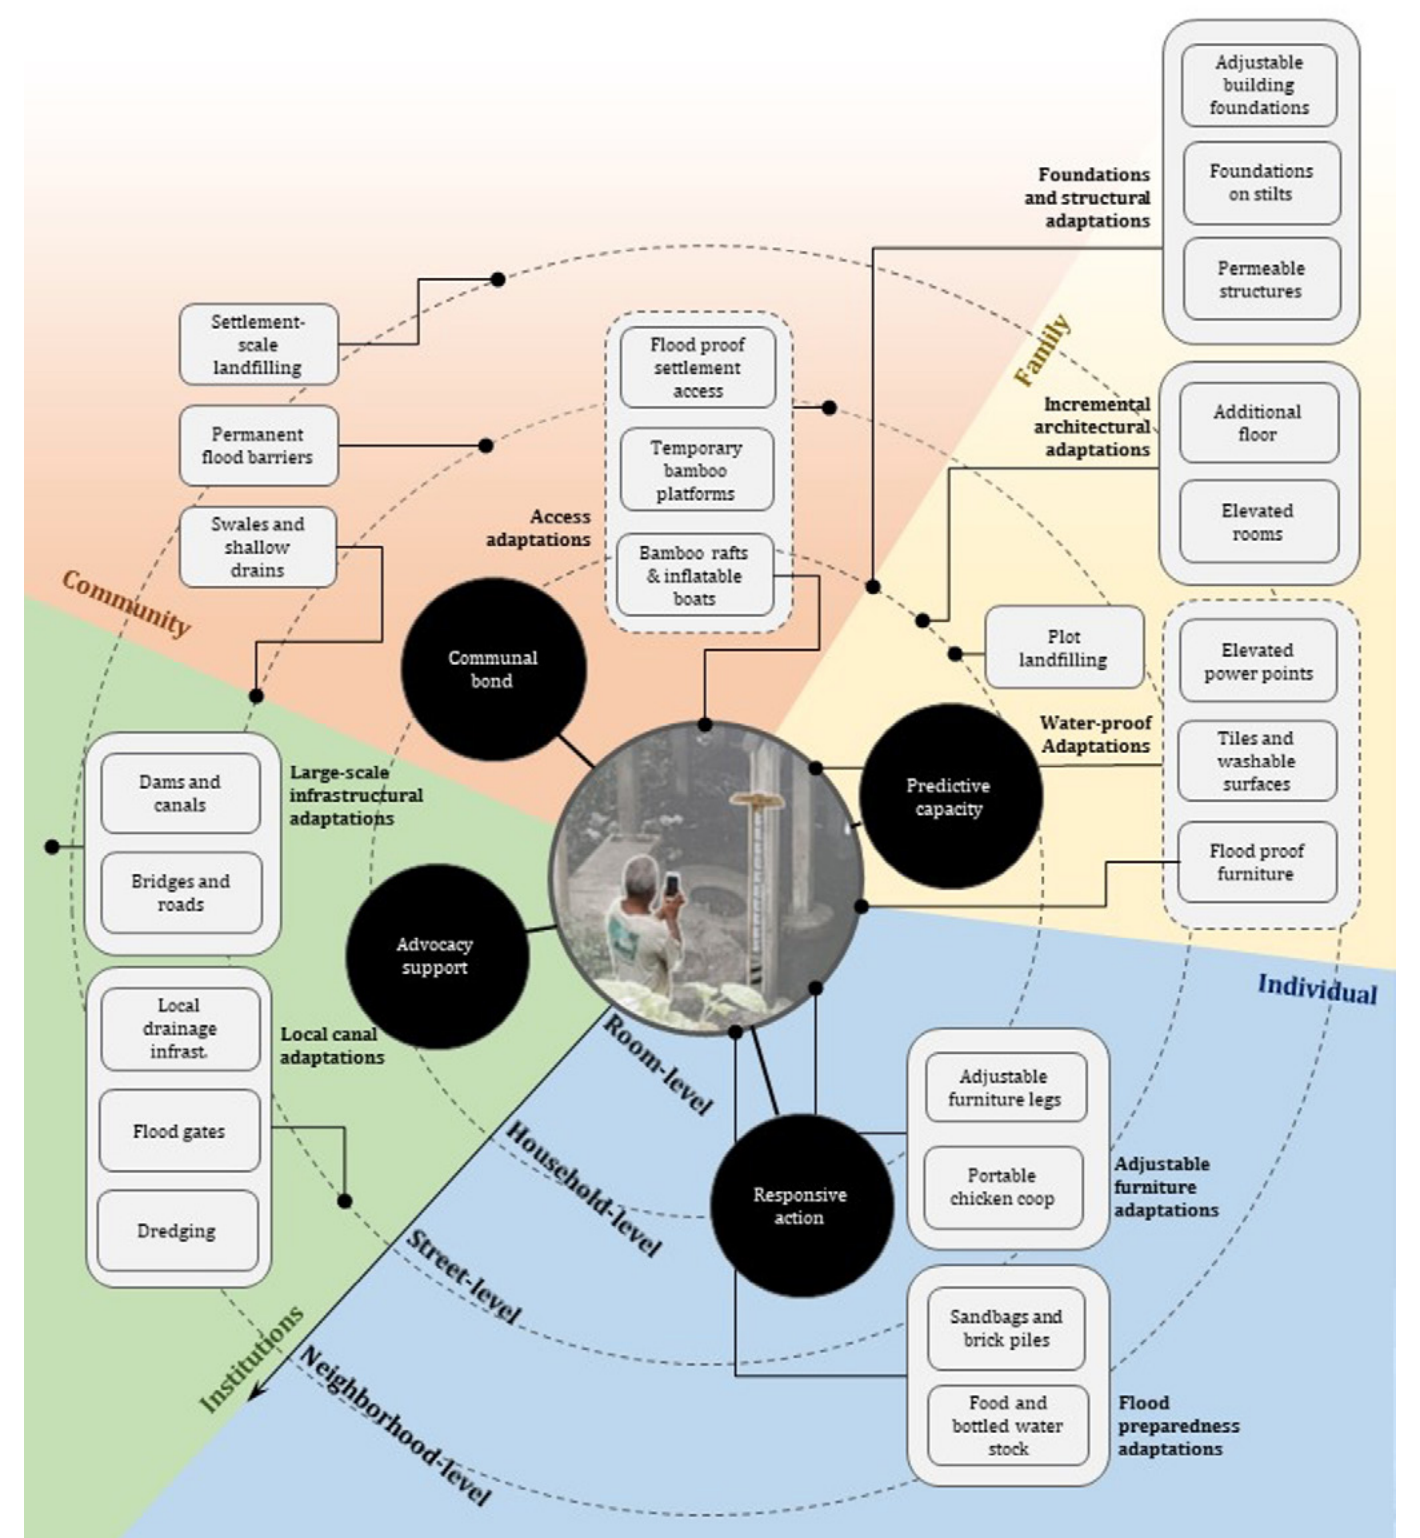 Adjustable
building
foundations
Foundations
on stilts
Permeable
structures
Foundations
and structural
adaptations
Settlement-
scale
landfilling
Permanent
flood barriers
Swales and
shallow
drains
Flood proof
settlement
access
Temporary
bamboo
platforms
Bamboo rafts
& inflatable
boats
Access
adaptations
Family
Incremental
architectural
adaptations
Additional
floor
Elevated
rooms
Community
Communal
bond
Plot
landfilling
Elevated
power points
Tiles and
washable
surfaces
Flood proof
furniture
Water-proof
Adaptations
Predictive
capacity
Dams and
canals
Bridges and
roads
Large-scale
infrastructural
adaptations
Advocacy
support
Local
drainage
infrast.
Flood gates
Dredging
Local canal
adaptations
Individual
Room-level
Household-level
Street-level
Neighborhood-level
Institutions
Responsive
action
Adjustable
furniture legs
Portable
chicken coop
Adjustable
furniture
adaptations
Sandbags and
brick piles
Food and
bottled water
stock
Flood
preparedness
adaptations